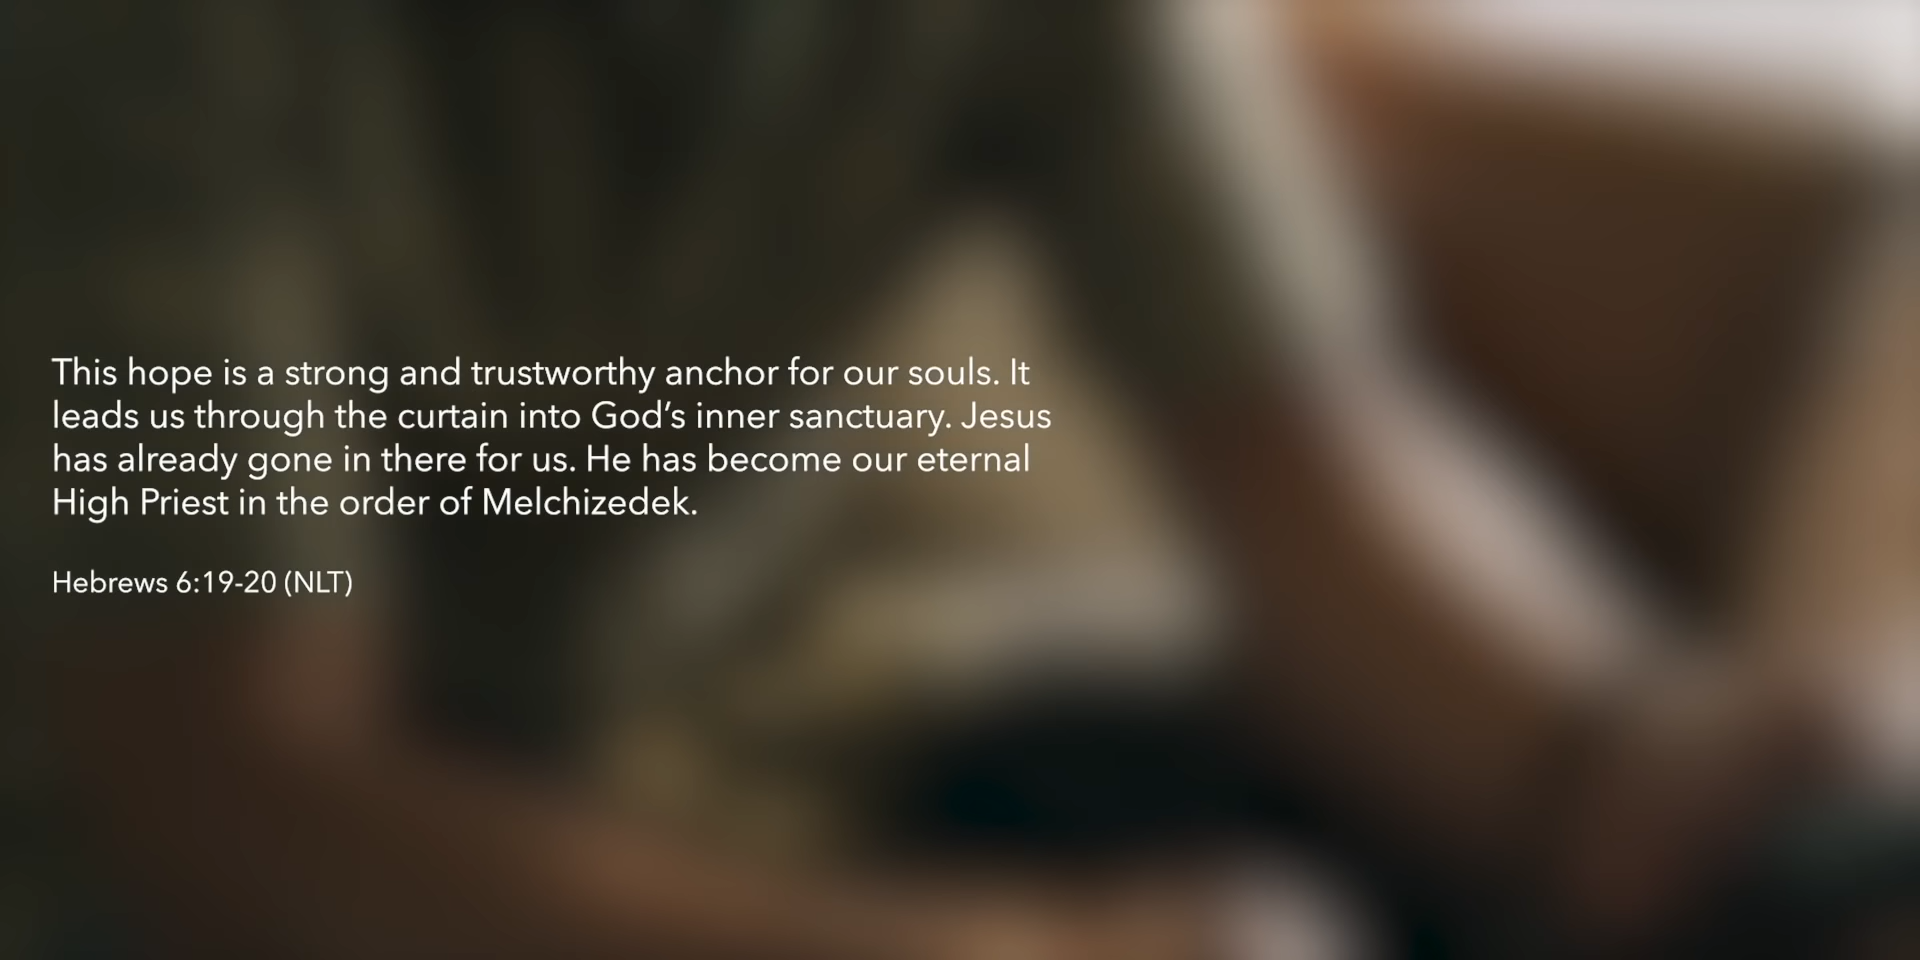 This hope is a strong and trustworthy anchor for our souls. It
leads us through the curtain into God’s inner sanctuary. Jesus
has already gone in there for us. He has become our eternal
High Priest in the order of Melchizedek.
Hebrews 6:19-20 (NLT)